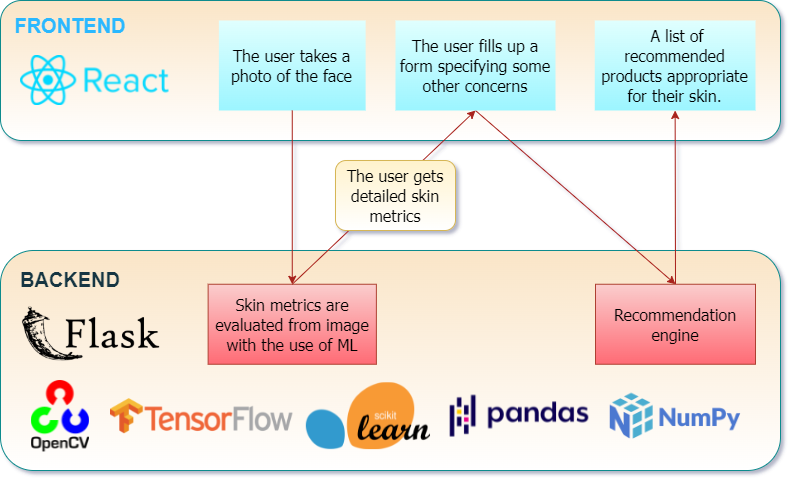 FRONTEND
React
The user takes a
photo of the face
The user fills up a
form specifying some
other concerns
A list of
recommended
products appropriate
for their skin.
The user gets
detailed skin
metrics
BACKEND
Flask
Skin metrics are
evaluated from image
with the use of ML
Recommendation
engine
OpenCV
TensorFlow
scikit
learn
pandas
NumPy